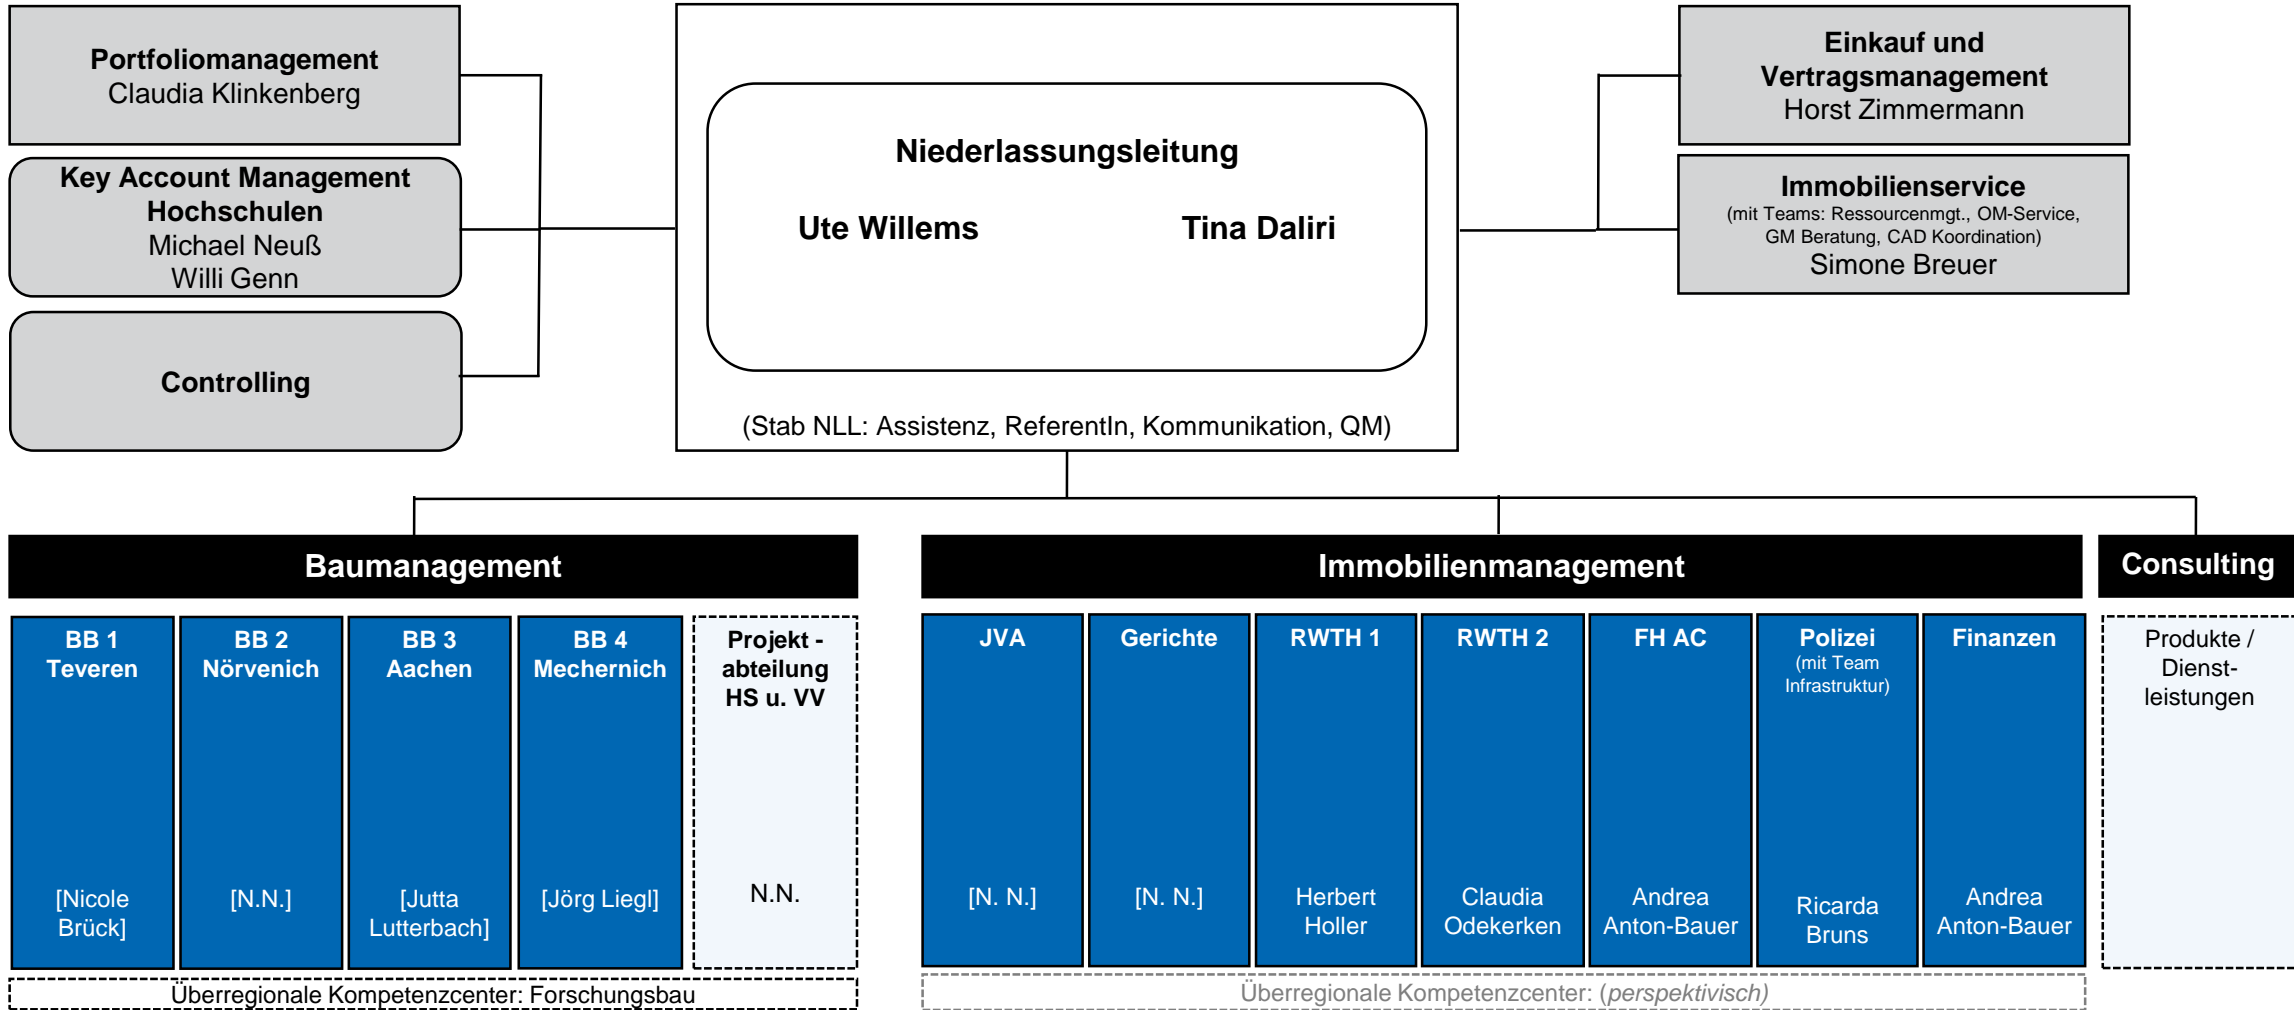 Portfoliomanagement
Claudia Klinkenberg
Key Account Management
Hochschulen
Michael Neuß
Willi Genn
Controlling
Niederlassungsleitung
Ute Willems
Tina Daliri
(Stab NLL: Assistenz, ReferentIn, Kommunikation, QM)
Einkauf und
Vertragsmanagement
Horst Zimmermann
Immobilienservice
(mit Teams: Ressourcenmgt., OM-Service,
GM Beratung, CAD Koordination)
Simone Breuer
Baumanagement
BB 1
Teveren
[Nicole
Brück]
BB 2
Nörvenich
[N.N.]
BB 3
Aachen
[Jutta
Lutterbach]
BB 4
Mechernich
[Jörg Liegl]
Projekt -
abteilung
HS u. VV
N.N.
Überregionale Kompetenzcenter: Forschungsbau
Immobilienmanagement
JVA
[N. N.]
Gerichte
[N. N.]
RWTH 1
Herbert
Holler
RWTH 2
Claudia
Odekerken
FH AC
Andrea
Anton-Bauer
Polizei
(mit Team
Infrastruktur)
Ricarda
Bruns
Finanzen
Andrea
Anton-Bauer
Überregionale Kompetenzcenter: (perspektivisch)
Consulting
Produkte /
Dienst-
leistungen